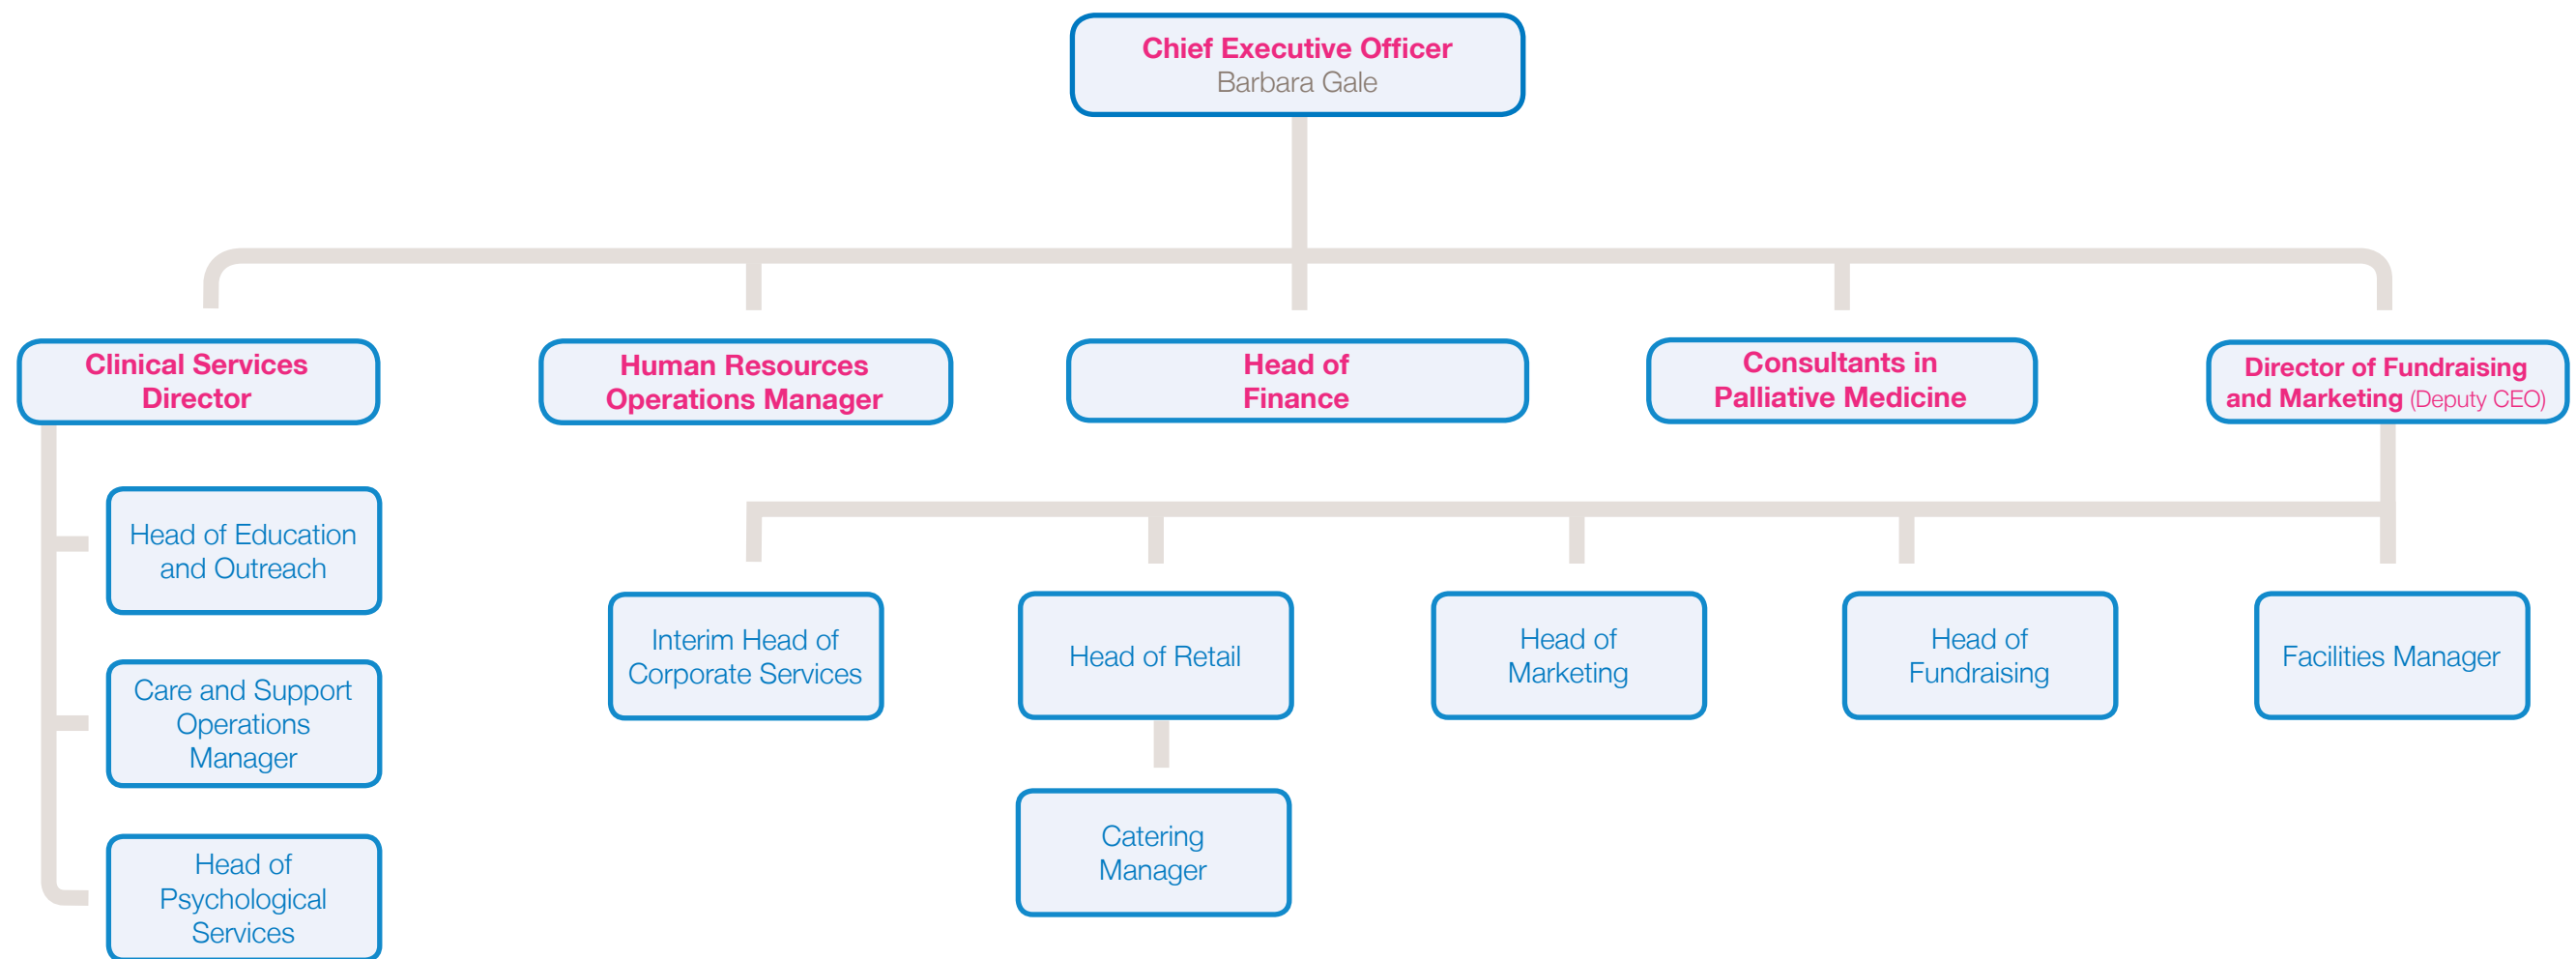 Chief Executive Officer
Barbara Gale
Clinical Services
Director
Human Resources
Operations Manager
Head of
Finance
Consultants in
Palliative Medicine
Director of Fundraising
and Marketing (Deputy CEO)
Head of Education
and Outreach
Care and Support
Operations
Manager
Head of
Psychological
Services
Interim Head of
Corporate Services
Head of Retail
Head of
Marketing
Head of
Fundraising
Facilities Manager
Catering
Manager